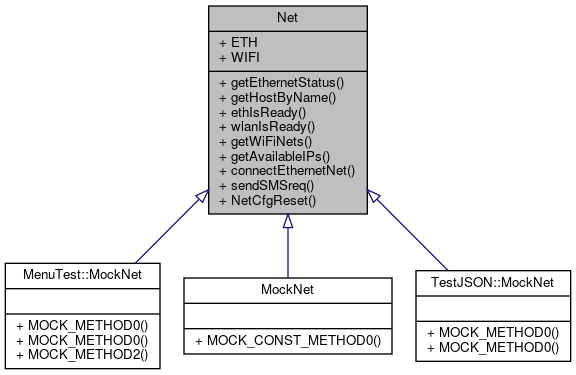 Net
+ ETH
+ WIFI
+ getEthernetStatus()
+ getHostByName()
+ ethIsReady()
+ wlanIsReady()
+ getWiFiNets()
+ getAvailableIPs()
+ connectEthernetNet()
+ sendSMSreq()
+ NetCfgReset()
MenuTest::MockNet
+ MOCK_METHOD0()
+ MOCK_METHOD0()
+ MOCK_METHOD2()
MockNet
+ MOCK_CONST_METHOD0()
TestJSON::MockNet
+ MOCK_METHOD0()
+ MOCK_METHOD0()